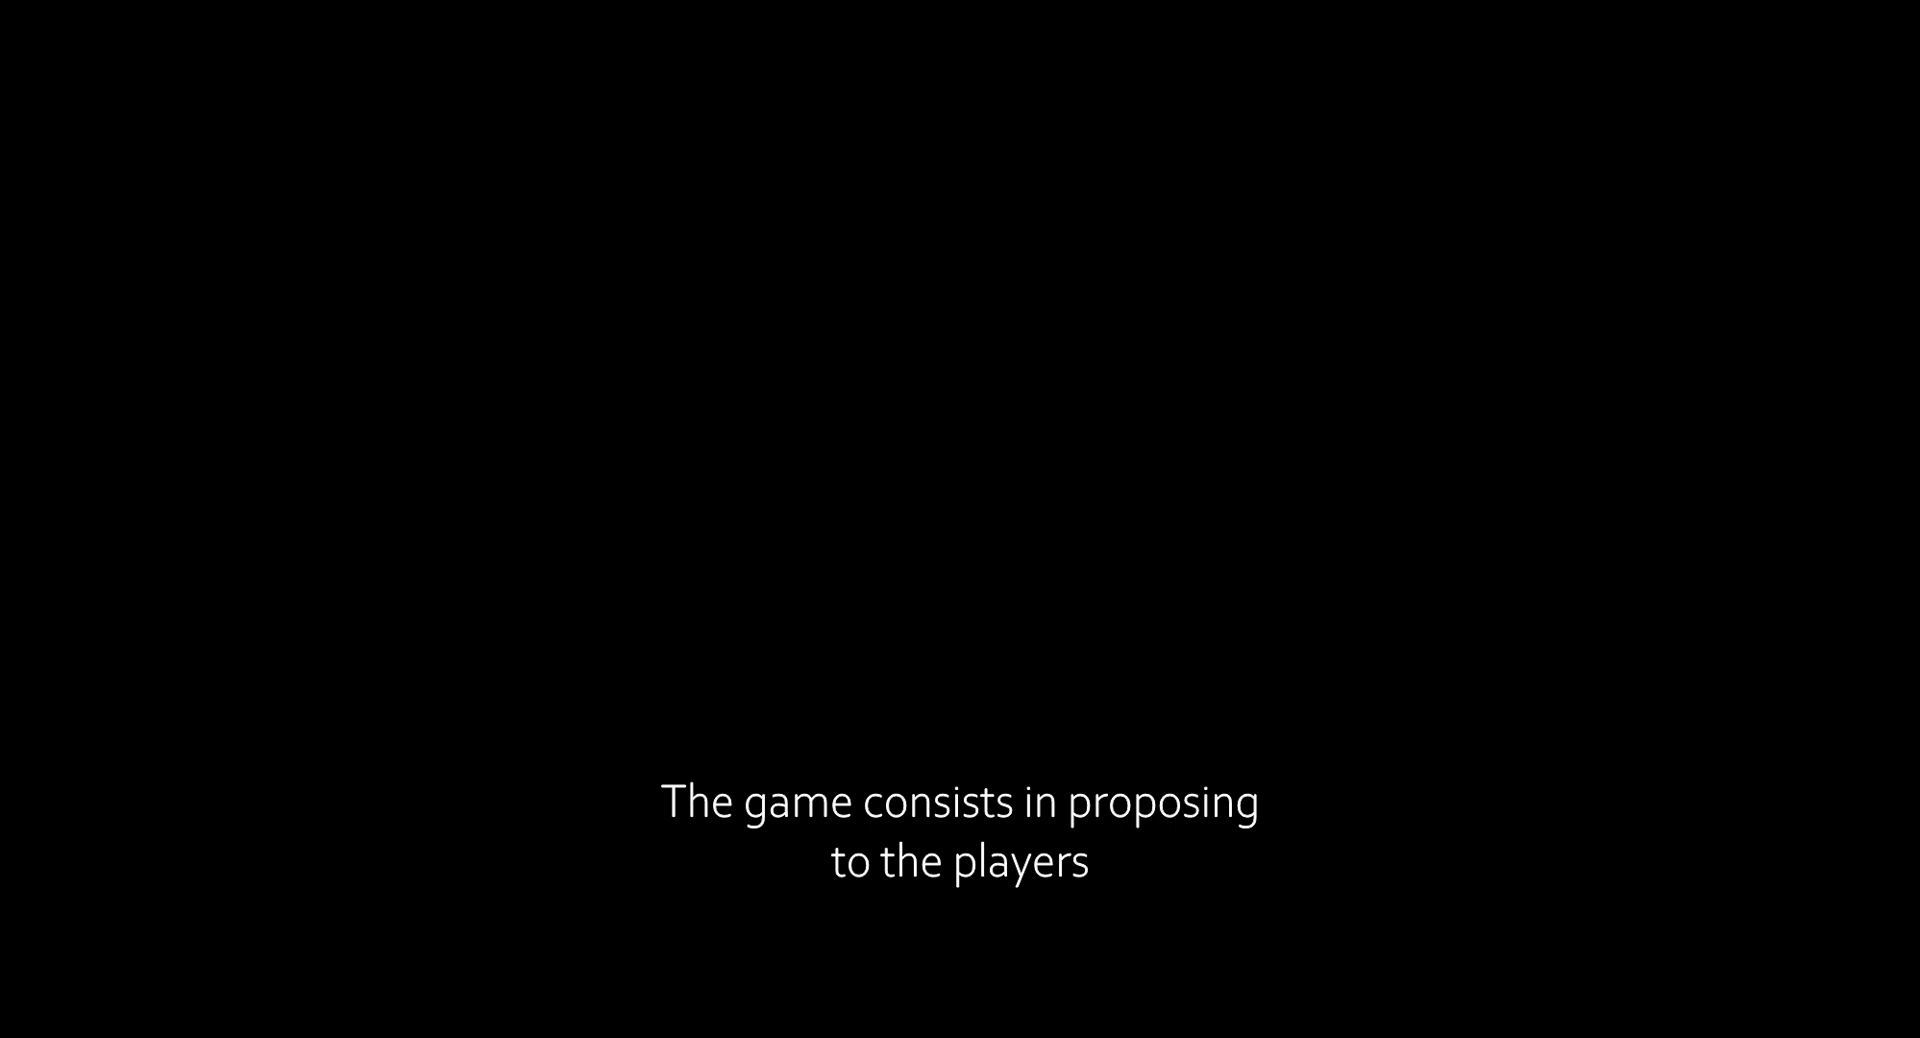 The game consists in proposing
to the players